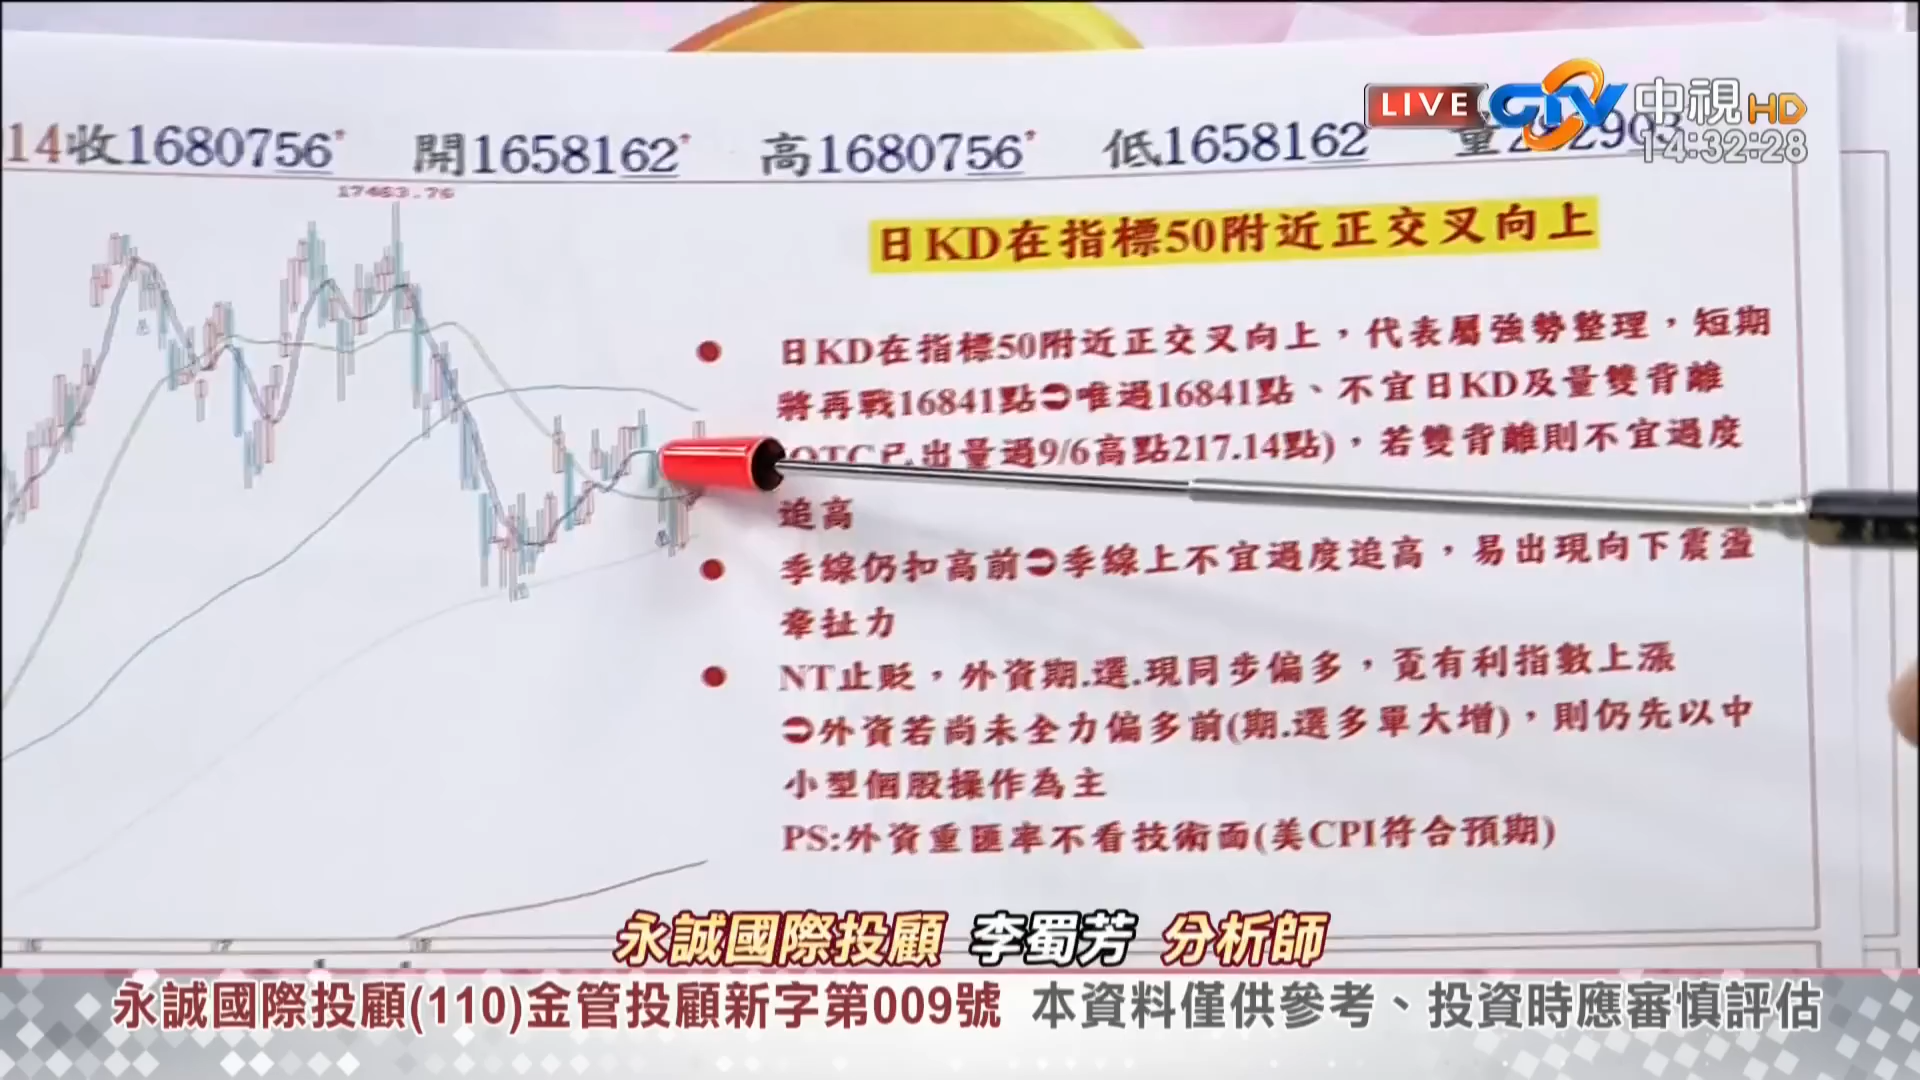 LIVE CTV 中視HD
14:32:28
14收1680756 開1658162 高1680756 低1658162
17463.76
日KD在指標50附近正交叉向上
● 日KD在指標50附近正交叉向上，代表屬強勢整理，短期
將再戰16841點➲唯過16841點、不宜日KD及量雙背離
OTC已出量過9/6高點217.14點)，若雙背離則不宜過度
追高
● 季線仍扣高前➲季線上不宜過度追高，易出現向下震盪
牽扯力
● NT止貶，外資期.選.現同步偏多，竟有利指數上漲
➲外資若尚未全力偏多前(期.選多單大增)，則仍先以中
小型個股操作為主
PS:外資重匯率不看技術面(美CPI符合預期)
永誠國際投顧 李蜀芳 分析師
永誠國際投顧(110)金管投顧新字第009號 本資料僅供參考、投資時應審慎評估